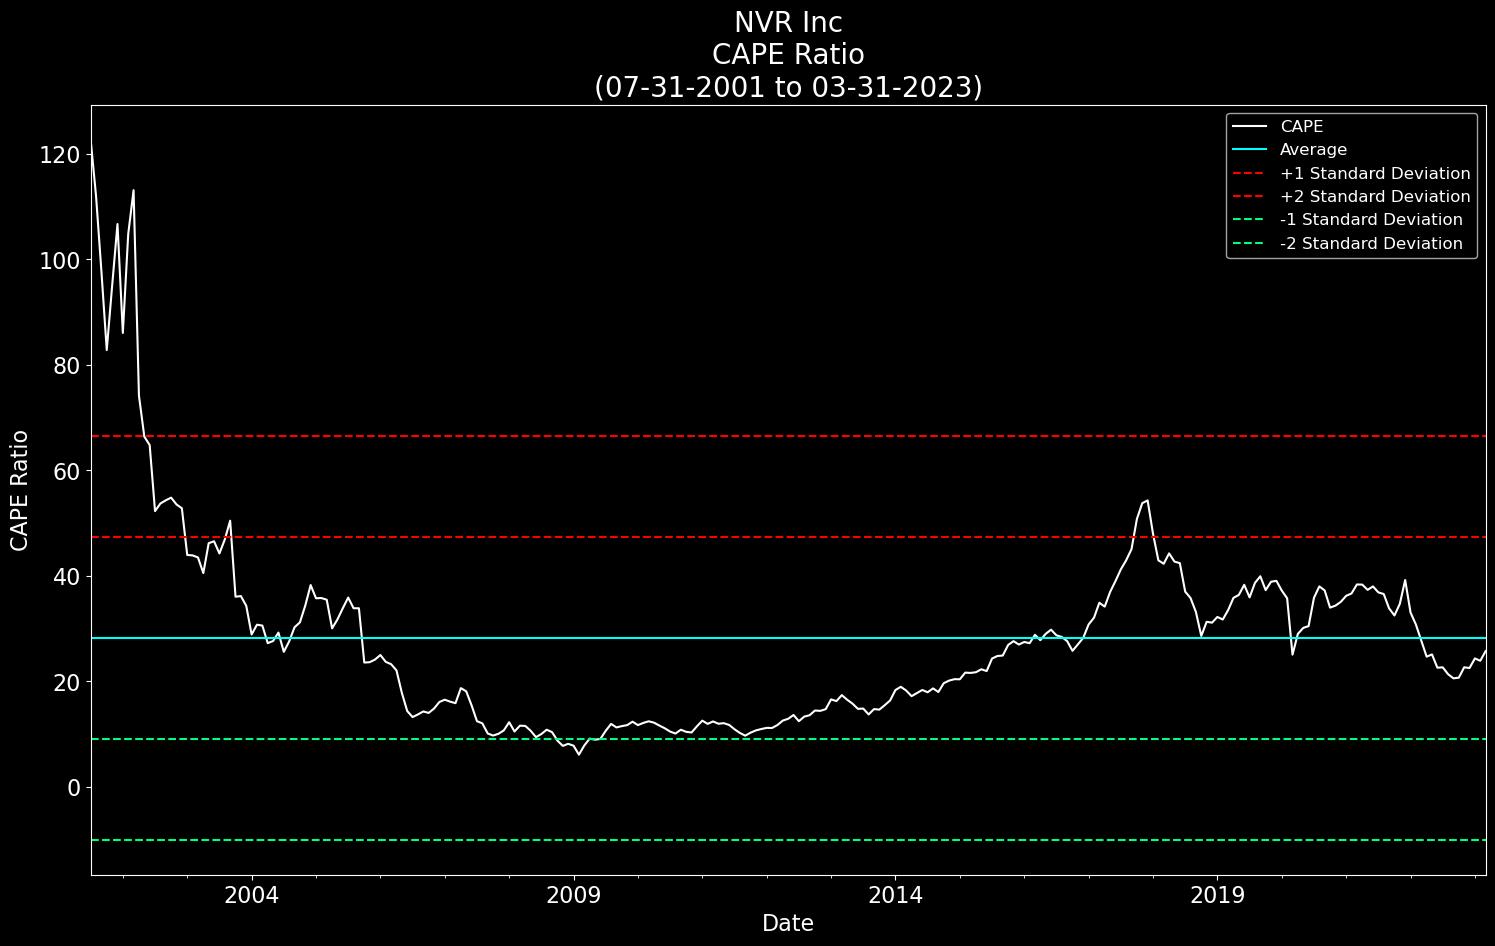 NVR Inc
CAPE Ratio
(07-31-2001 to 03-31-2023)
CAPE
Average
+1 Standard Deviation
+2 Standard Deviation
-1 Standard Deviation
-2 Standard Deviation
CAPE Ratio
120
100
80
60
40
20
0
2004
2009
2014
2019
Date